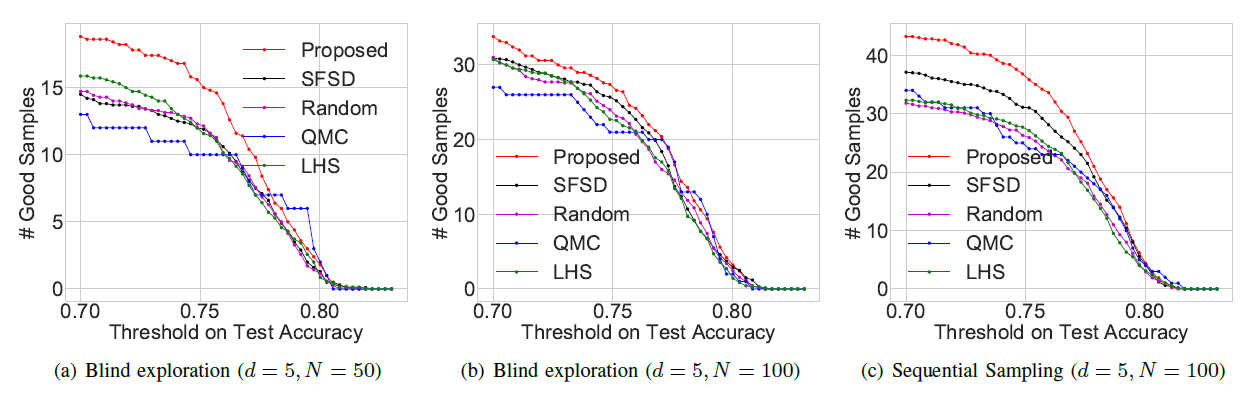 # Good Samples
15
10
5
0
0.70
0.75
0.80
Threshold on Test Accuracy
Proposed
SFSD
Random
QMC
LHS
(a) Blind exploration (d = 5, N = 50)
# Good Samples
30
20
10
0
0.70
0.75
0.80
Threshold on Test Accuracy
Proposed
SFSD
Random
QMC
LHS
(b) Blind exploration (d = 5, N = 100)
# Good Samples
40
30
20
10
0
0.70
0.75
0.80
Threshold on Test Accuracy
Proposed
SFSD
Random
QMC
LHS
(c) Sequential Sampling (d = 5, N = 100)